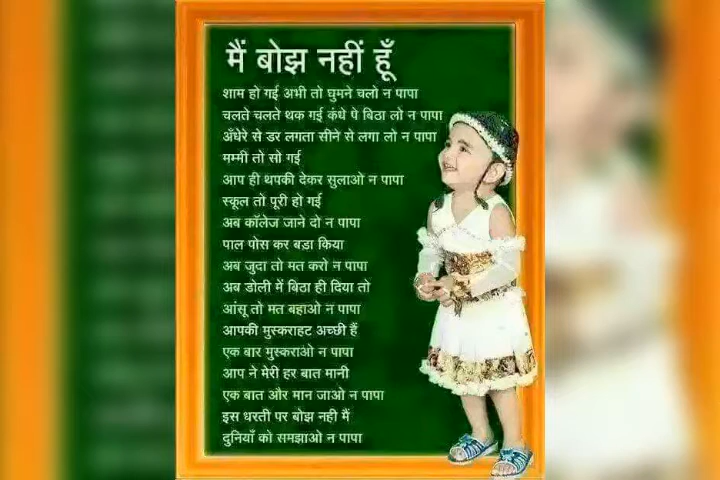 मैं बोझ नहीं हूँ
शाम हो गई अभी तो घुमने चलो न पापा
चलते चलते थक गई कंधे पे बिठा लो न पापा
अँधेरे से डर लगता सीने से लगा लो न पापा
मम्मी तो सो गई
आप ही थपकी देकर सुलाओ न पापा
स्कूल तो पूरी हो गई
अब कॉलेज जाने दो न पापा
पाल पोस कर बड़ा किया
अब जुदा तो मत करो न पापा
अब डोली में बिठा ही दिया तो
आंसू तो मत बहाओ न पापा
आपकी मुस्कराहट अच्छी हैं
एक बार मुस्कराओ न पापा
आप ने मेरी हर बात मानी
एक बात और मान जाओ न पापा
इस धरती पर बोझ नही मैं
दुनियाँ को समझाओ न पापा